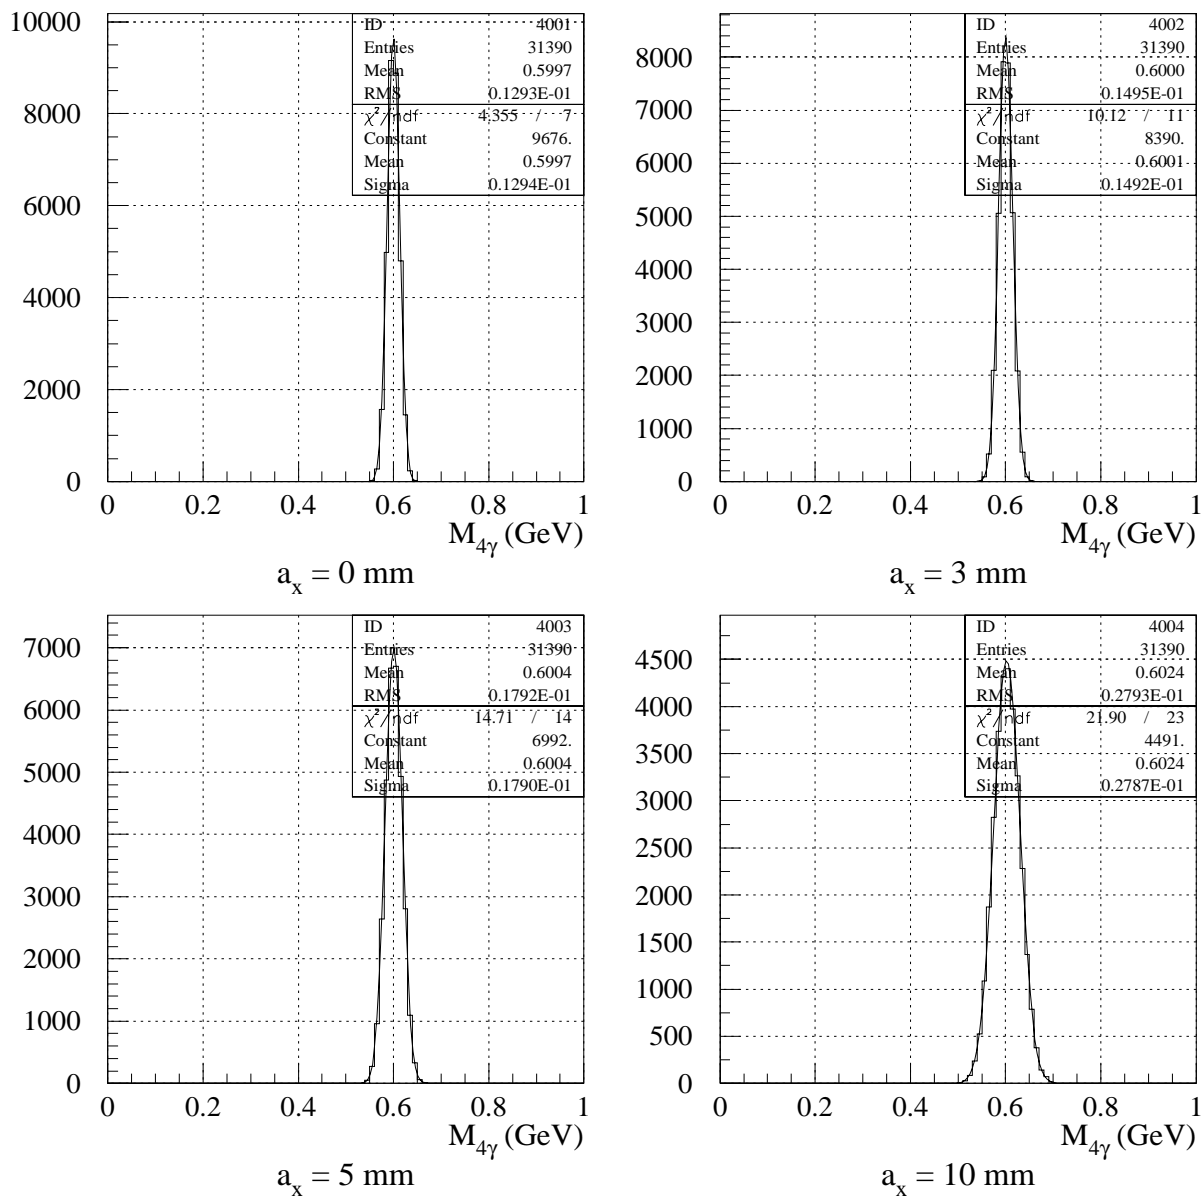 ID 4001
Entries 31390
Mean 0.5997
RMS 0.1293E-01
χ²/ndf 4.355 / 7
Constant 9676.
Mean 0.5997
Sigma 0.1294E-01
10000
8000
6000
4000
2000
0
0 0.2 0.4 0.6 0.8 1
M4γ (GeV)
ax = 0 mm
ID 4002
Entries 31390
Mean 0.6000
RMS 0.1495E-01
χ²/ndf 10.12 / 11
Constant 8390.
Mean 0.6001
Sigma 0.1492E-01
8000
7000
6000
5000
4000
3000
2000
1000
0
0 0.2 0.4 0.6 0.8 1
M4γ (GeV)
ax = 3 mm
ID 4003
Entries 31390
Mean 0.6004
RMS 0.1792E-01
χ²/ndf 14.71 / 14
Constant 6992.
Mean 0.6004
Sigma 0.1790E-01
7000
6000
5000
4000
3000
2000
1000
0
0 0.2 0.4 0.6 0.8 1
M4γ (GeV)
ax = 5 mm
ID 4004
Entries 31390
Mean 0.6024
RMS 0.2793E-01
χ²/ndf 21.90 / 23
Constant 4491.
Mean 0.6024
Sigma 0.2787E-01
4500
4000
3500
3000
2500
2000
1500
1000
500
0
0 0.2 0.4 0.6 0.8 1
M4γ (GeV)
ax = 10 mm